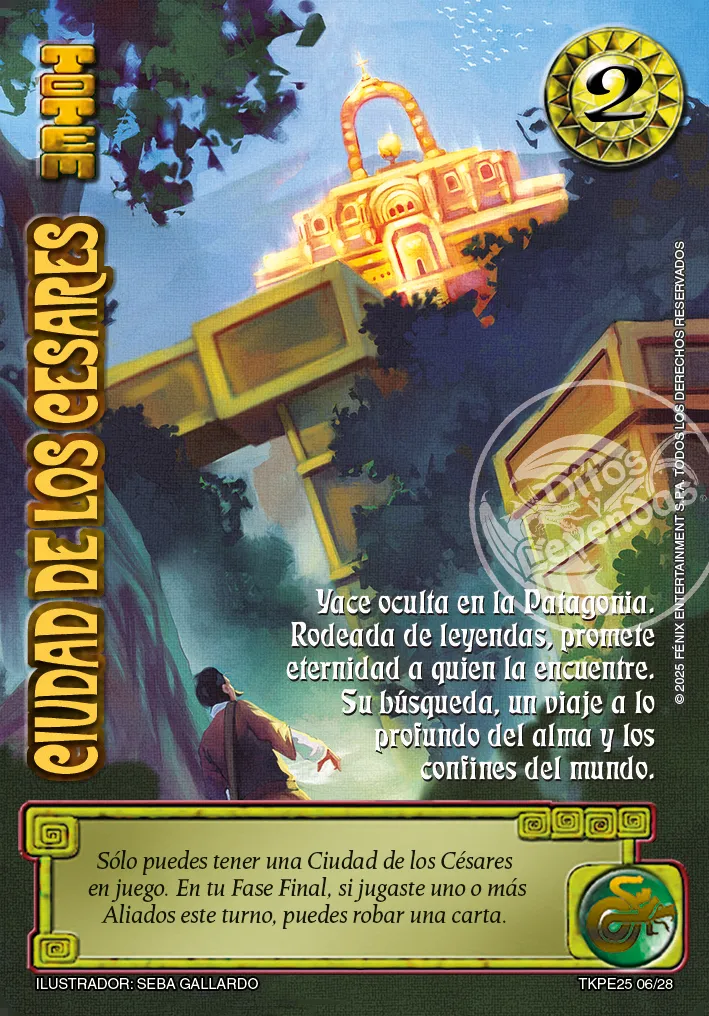 TOTEM
2
CIUDAD DE LOS CESARES
Yace oculta en la Patagonia.
Rodeada de leyendas, promete
eternidad a quien la encuentre.
Su búsqueda, un viaje a lo
profundo del alma y los
confines del mundo.
© 2025 FÉNIX ENTERTAINMENT S.P.A. TODOS LOS DERECHOS RESERVADOS
Mitos
Leyendas
Sólo puedes tener una Ciudad de los Césares
en juego. En tu Fase Final, si jugaste uno o más
Aliados este turno, puedes robar una carta.
ILUSTRADOR: SEBA GALLARDO
TKPE25 06/28